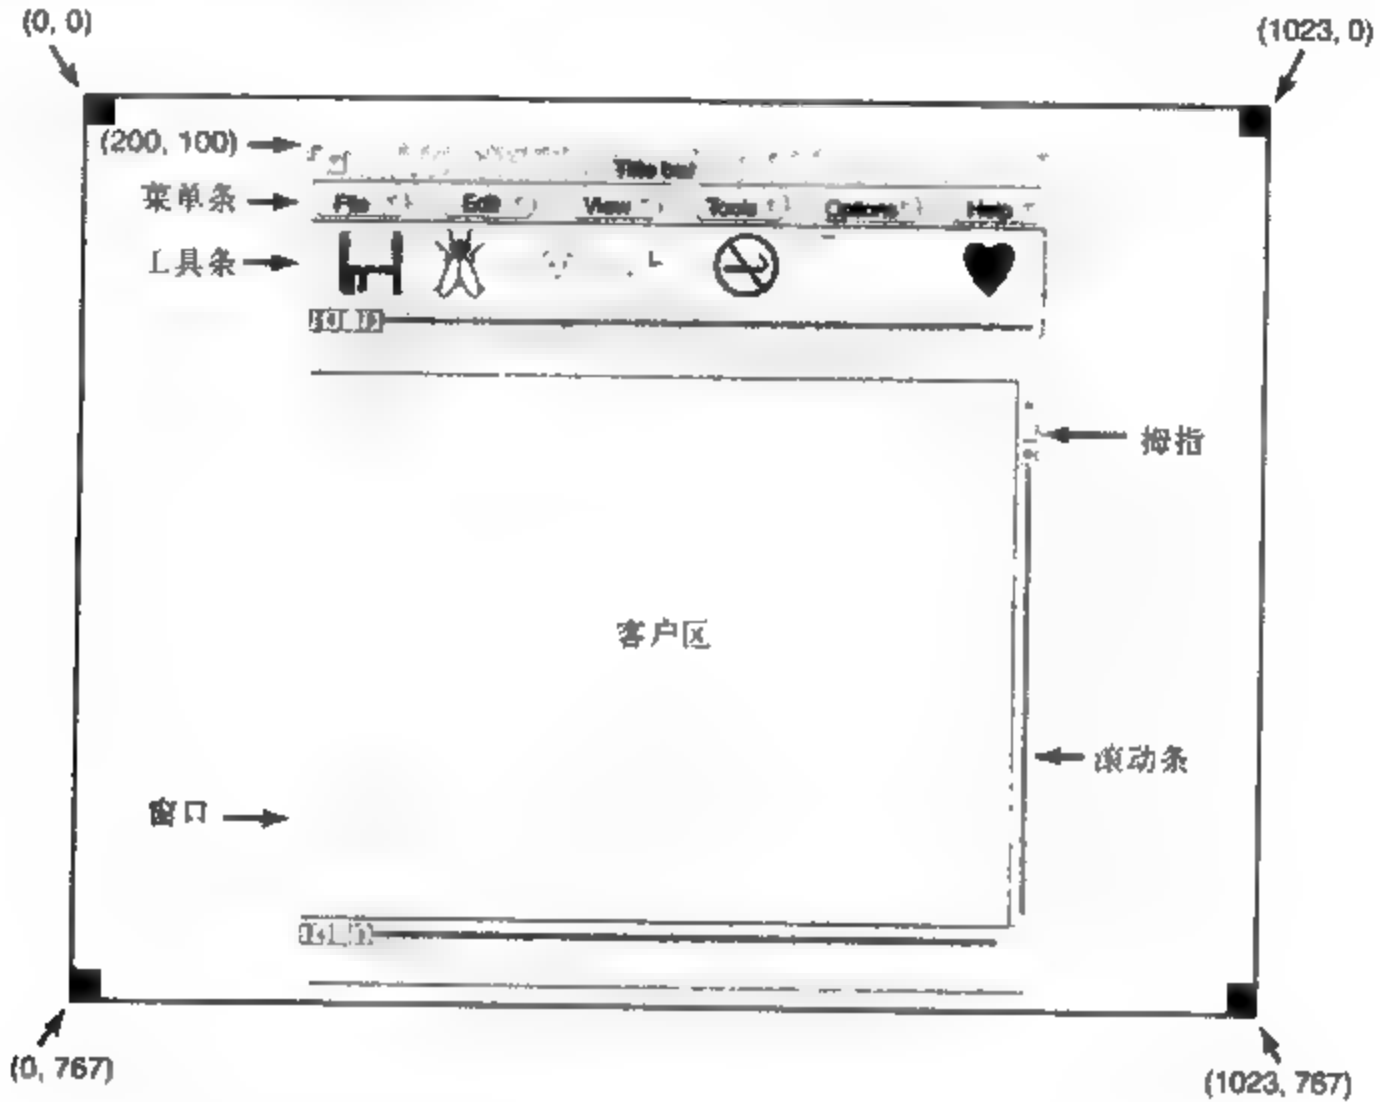 (0, 0)
(1023, 0)
(200, 100)
Title bar
菜单条
File Edit View Tools Options Help
工具条
拇指
客户区
滚动条
窗口
(0, 767)
(1023, 767)